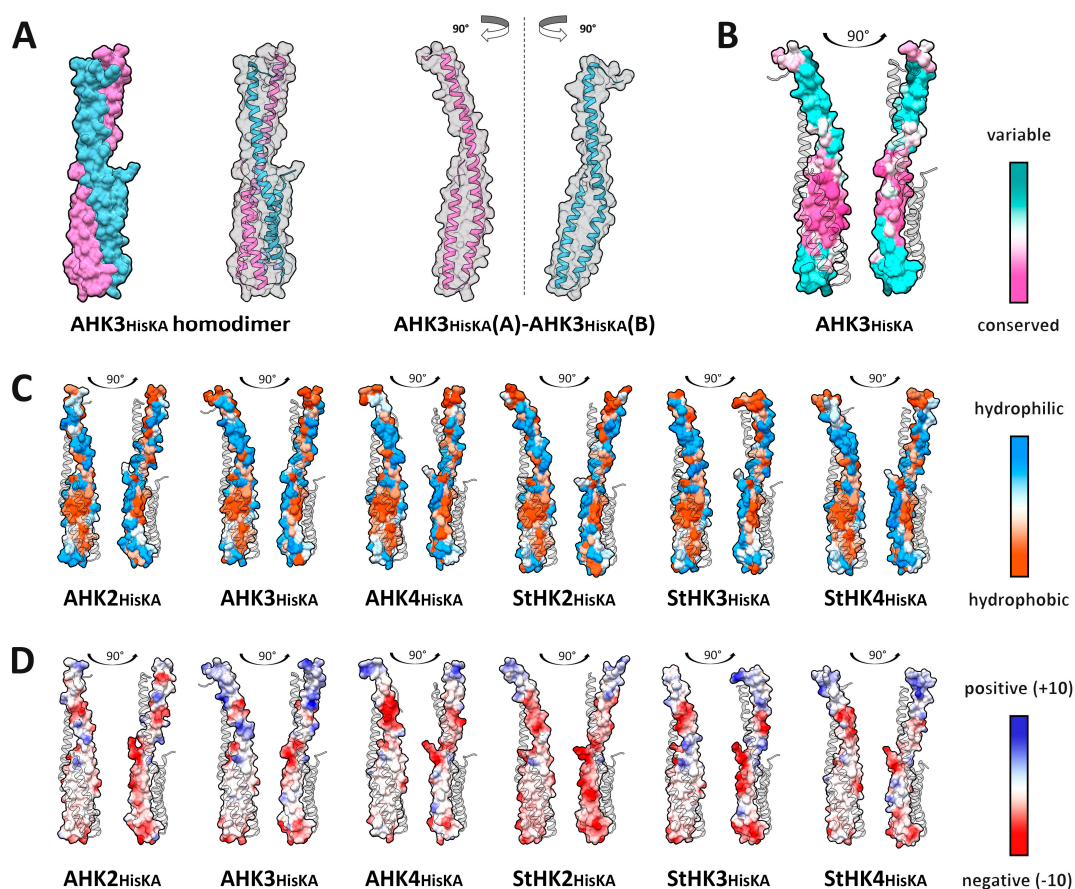 A
90°
90°
AHK3HisKA homodimer
AHK3HisKA(A)-AHK3HisKA(B)
B
90°
AHK3HisKA
variable
conserved
C
90°
90°
90°
90°
90°
90°
AHK2HisKA
AHK3HisKA
AHK4HisKA
StHK2HisKA
StHK3HisKA
StHK4HisKA
hydrophilic
hydrophobic
D
90°
90°
90°
90°
90°
90°
AHK2HisKA
AHK3HisKA
AHK4HisKA
StHK2HisKA
StHK3HisKA
StHK4HisKA
positive (+10)
negative (-10)